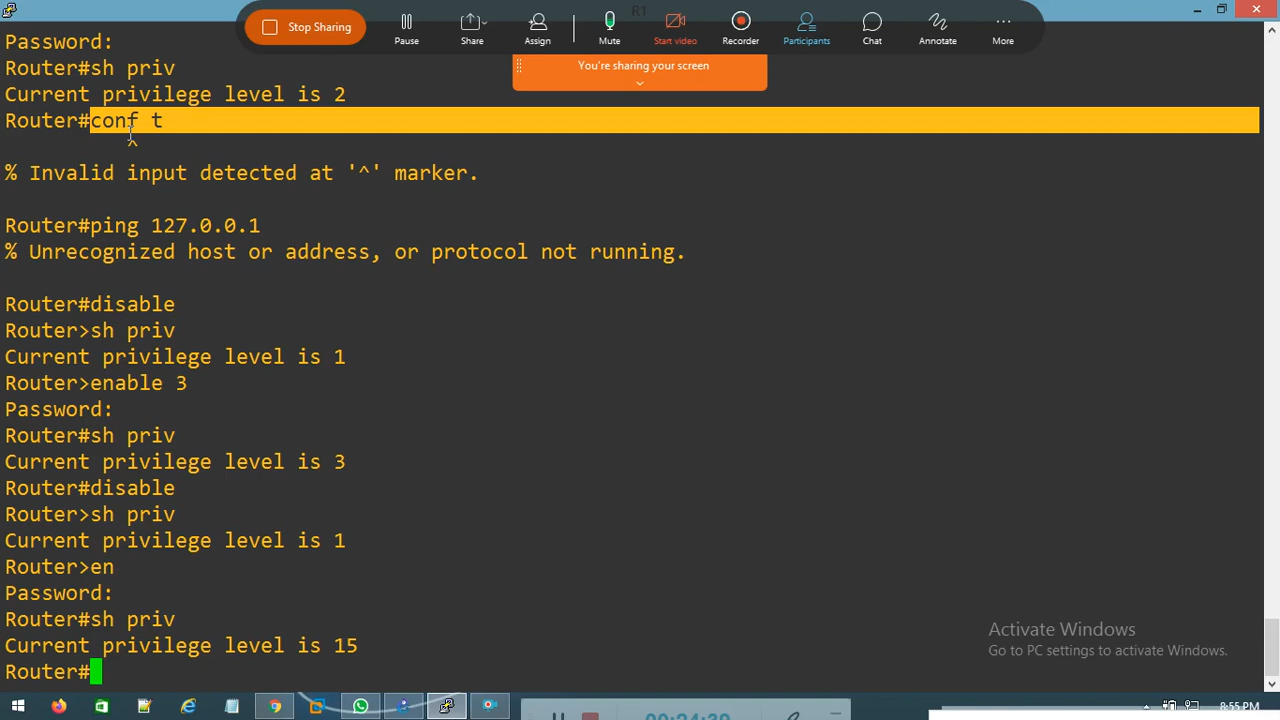 R1
Stop Sharing
Pause
Share
Assign
Mute
Start video
Recorder
Participants
Chat
Annotate
More
You're sharing your screen
Password:
Router#sh priv
Current privilege level is 2
Router#conf t
^
% Invalid input detected at '^' marker.
Router#ping 127.0.0.1
% Unrecognized host or address, or protocol not running.
Router#disable
Router>sh priv
Current privilege level is 1
Router>enable 3
Password:
Router#sh priv
Current privilege level is 3
Router#disable
Router>sh priv
Current privilege level is 1
Router>en
Password:
Router#sh priv
Current privilege level is 15
Router#
Activate Windows
Go to PC settings to activate Windows.
00:24:39
8:55 PM